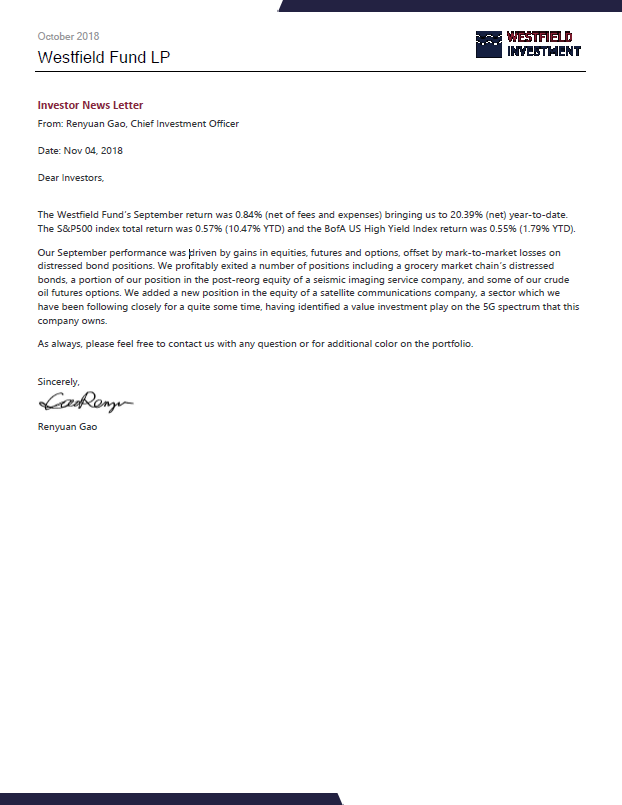 October 2018
Westfield Fund LP
WESTFIELD
INVESTMENT
Investor News Letter
From: Renyuan Gao, Chief Investment Officer
Date: Nov 04, 2018
Dear Investors,
The Westfield Fund's September return was 0.84% (net of fees and expenses) bringing us to 20.39% (net) year-to-date.
The S&P500 index total return was 0.57% (10.47% YTD) and the BofA US High Yield Index return was 0.55% (1.79% YTD).
Our September performance was driven by gains in equities, futures and options, offset by mark-to-market losses on
distressed bond positions. We profitably exited a number of positions including a grocery market chain's distressed
bonds, a portion of our position in the post-reorg equity of a seismic imaging service company, and some of our crude
oil futures options. We added a new position in the equity of a satellite communications company, a sector which we
have been following closely for a quite some time, having identified a value investment play on the 5G spectrum that this
company owns.
As always, please feel free to contact us with any question or for additional color on the portfolio.
Sincerely,
GaoRenyu
Renyuan Gao